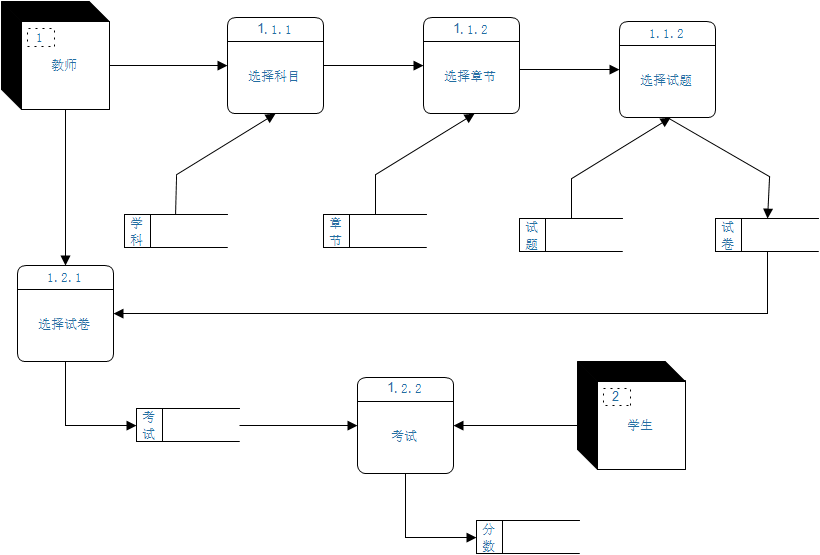 1
教师
1.1.1
选择科目
1.1.2
选择章节
1.1.2
选择试题
学
科
章
节
试
题
试
卷
1.2.1
选择试卷
考
试
1.2.2
考试
2
学生
分
数